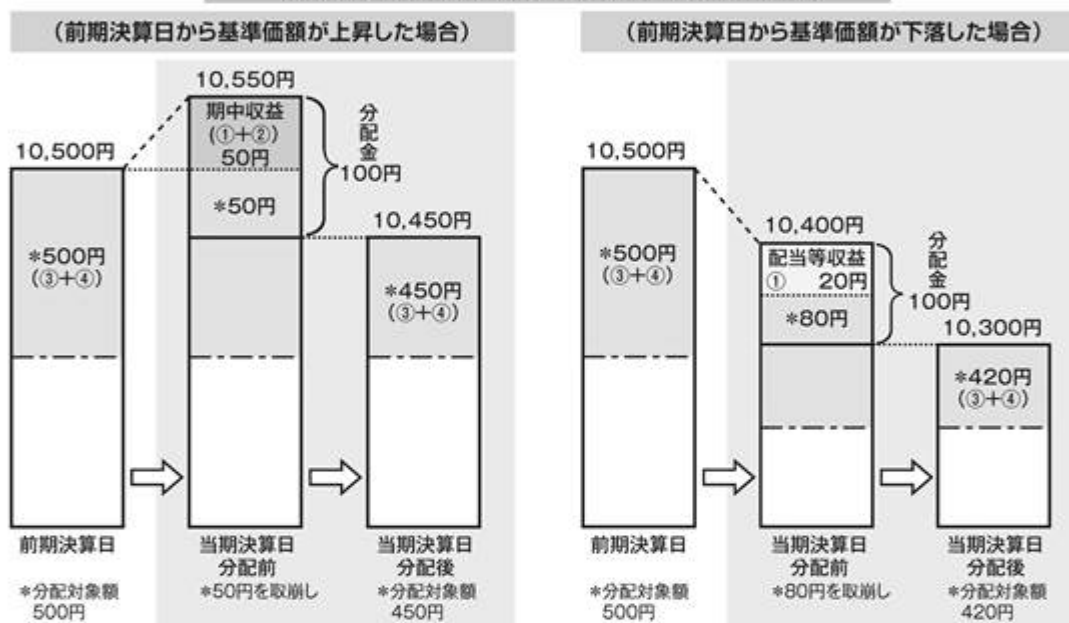 (前期決算日から基準価額が上昇した場合)
10,550円
期中収益
(①+②)
50円
*50円
分配金
100円
10,500円
*500円
(③+④)
10,450円
*450円
(③+④)
前期決算日
当期決算日
分配前
当期決算日
分配後
*分配対象額
500円
*50円を取崩し
*分配対象額
450円
(前期決算日から基準価額が下落した場合)
10,500円
*500円
(③+④)
10,400円
配当等収益
① 20円
*80円
分配金
100円
10,300円
*420円
(③+④)
前期決算日
当期決算日
分配前
当期決算日
分配後
*分配対象額
500円
*80円を取崩し
*分配対象額
420円